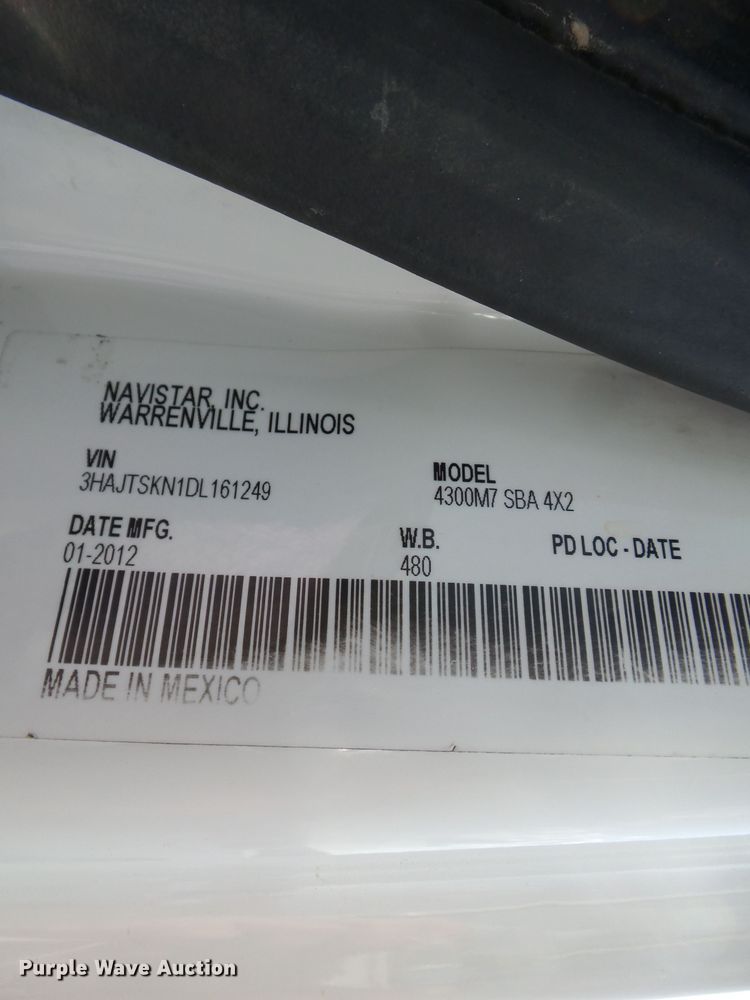 NAVISTAR, INC.
WARRENVILLE, ILLINOIS
VIN
3HAJTSKN1DL161249
MODEL
4300M7 SBA 4X2
DATE MFG.
01-2012
W.B.
480
PD LOC - DATE
MADE IN MEXICO
Purple Wave Auction